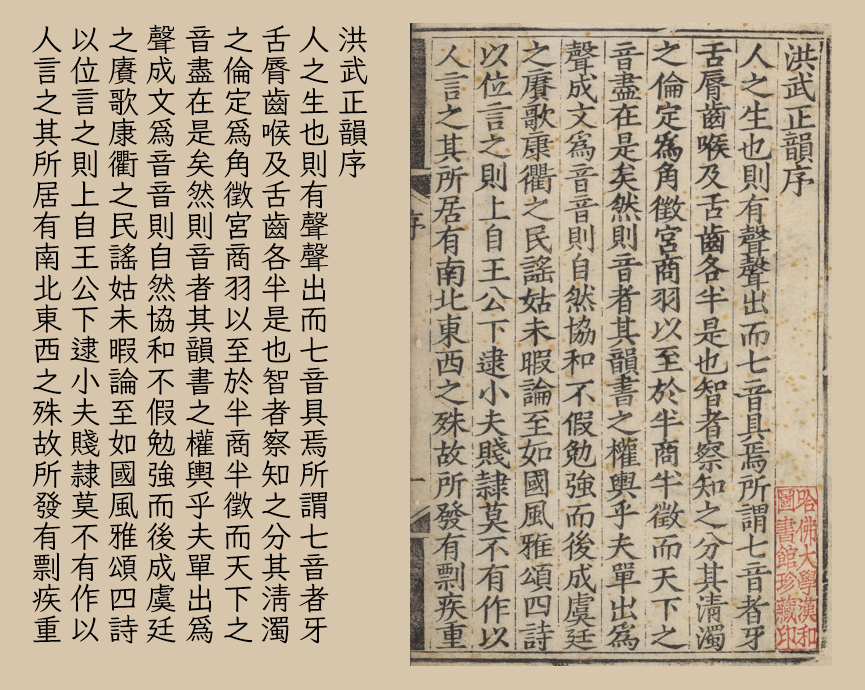 洪武正韻序
人之生也則有聲聲出而七音具焉所謂七音者牙
舌脣齒喉及舌齒各半是也智者察知之分其淸濁
之倫定爲角徵宮商羽以至於半商半徵而天下之
音盡在是矣然則音者其韻書之權輿乎夫單出爲
聲成文爲音音則自然協和不假勉強而後成虞廷
之賡歌康衢之民謠姑未暇論至如國風雅頌四詩
以位言之則上自王公下逮小夫賤隸莫不有作以
人言之其所居有南北東西之殊故所發有剽疾重
洪武正韻序
人之生也則有聲聲出而七音具焉所謂七音者牙
舌脣齒喉及舌齒各半是也智者察知之分其淸濁
之倫定爲角徵宮商羽以至於半商半徵而天下之
音盡在是矣然則音者其韻書之權輿乎夫單出爲
聲成文爲音音則自然協和不假勉強而後成虞廷
之賡歌康衢之民謠姑未暇論至如國風雅頌四詩
以位言之則上自王公下逮小夫賤隸莫不有作以
人言之其所居有南北東西之殊故所發有剽疾重
序
一
哈佛大學漢和
圖書館珍藏印